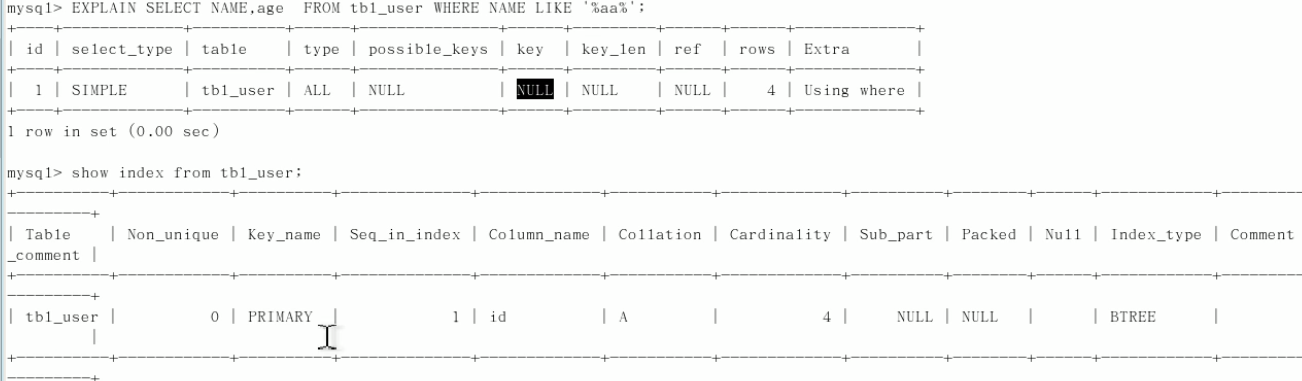 mysql> EXPLAIN SELECT NAME,age  FROM tbl_user WHERE NAME LIKE '%aa%';
+----+-------------+----------+------+---------------+------+---------+------+------+-------------+
| id | select_type | table    | type | possible_keys | key  | key_len | ref  | rows | Extra       |
+----+-------------+----------+------+---------------+------+---------+------+------+-------------+
|  1 | SIMPLE      | tbl_user | ALL  | NULL          | NULL | NULL    | NULL |    4 | Using where |
+----+-------------+----------+------+---------------+------+---------+------+------+-------------+
1 row in set (0.00 sec)
mysql> show index from tbl_user;
+----------+------------+----------+--------------+-------------+-----------+-------------+----------+--------+------+------------+---------
---------+
| Table    | Non_unique | Key_name | Seq_in_index | Column_name | Collation | Cardinality | Sub_part | Packed | Null | Index_type | Comment
_comment |
+----------+------------+----------+--------------+-------------+-----------+-------------+----------+--------+------+------------+---------
---------+
| tbl_user |          0 | PRIMARY  |            1 | id          | A         |           4 |     NULL | NULL   |      | BTREE      |
         |
+----------+------------+----------+--------------+-------------+-----------+-------------+----------+--------+------+------------+---------
---------+